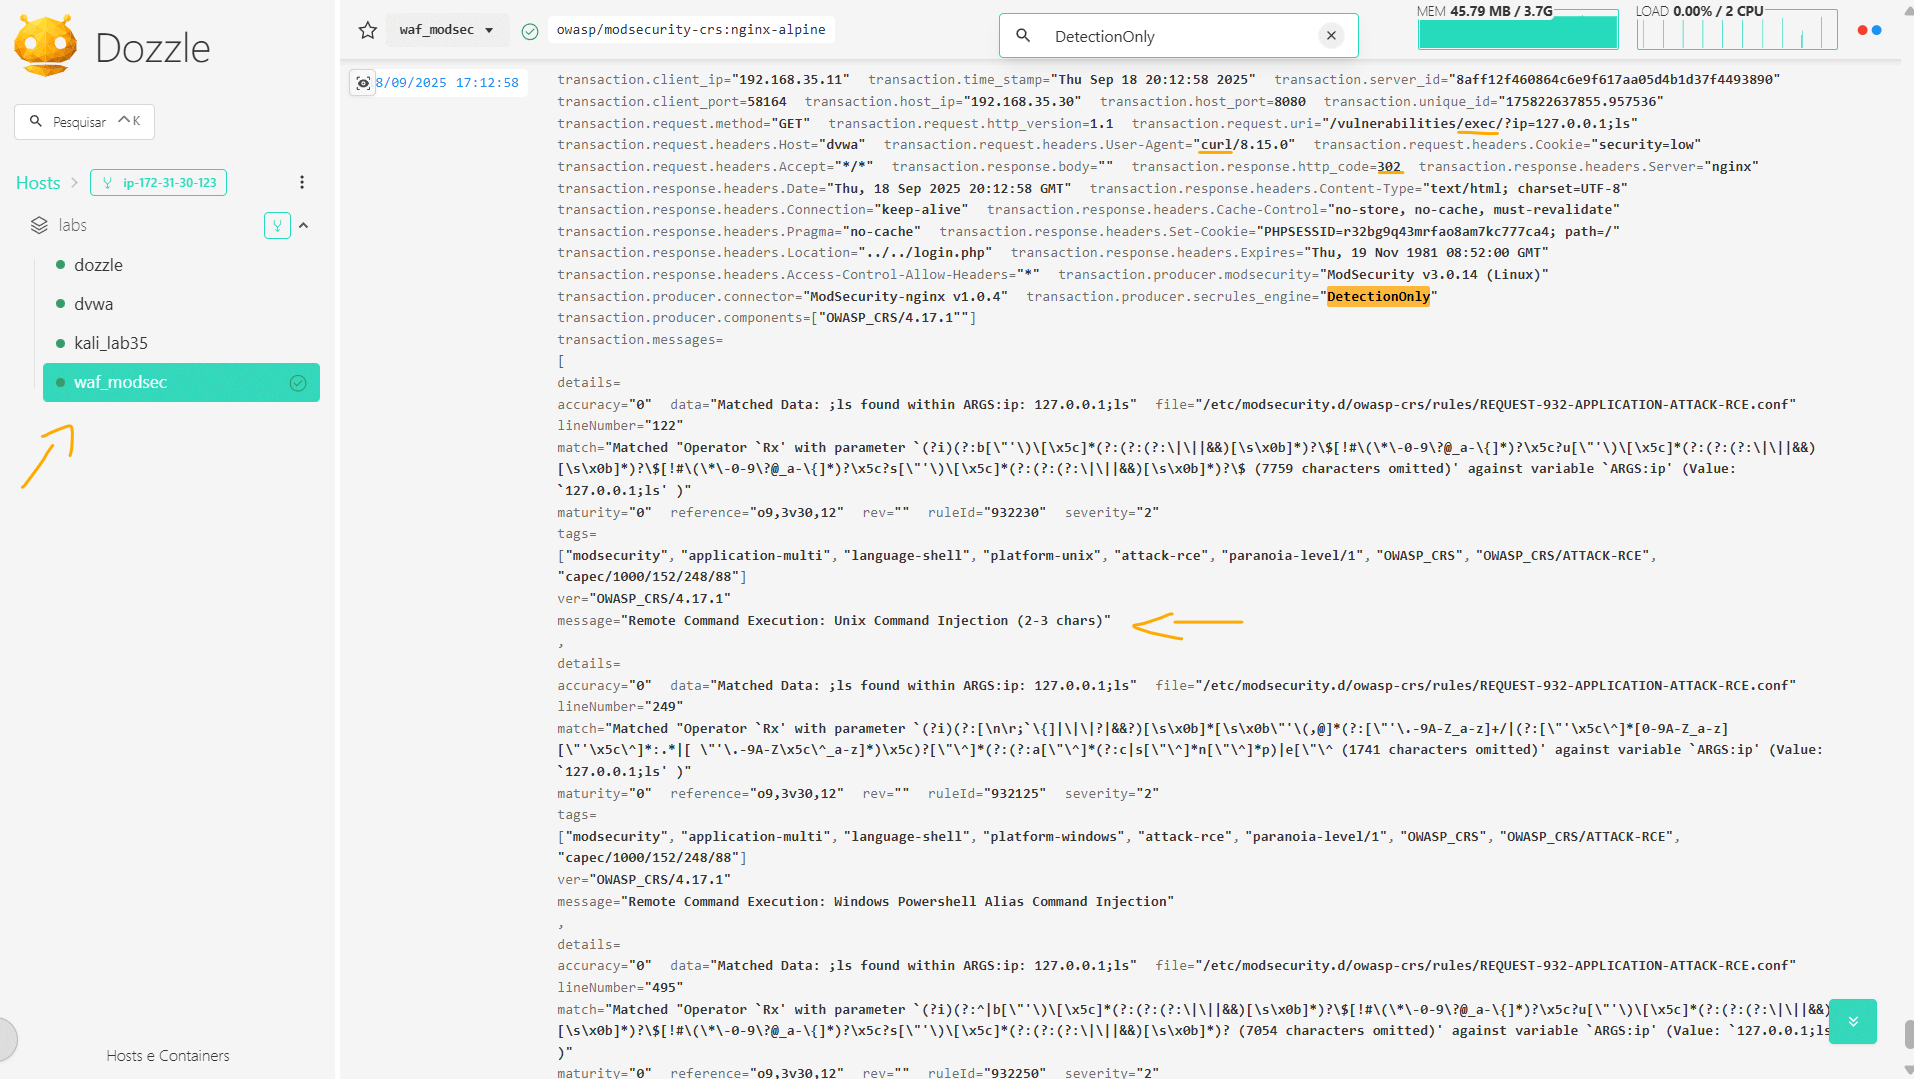 Dozzle
Pesquisar ^K
Hosts > ip-172-31-30-123
labs
dozzle
dvwa
kali_lab35
waf_modsec
Hosts e Containers
waf_modsec
owasp/modsecurity-crs:nginx-alpine
DetectionOnly
MEM 45.79 MB / 3.7G
LOAD 0.00% / 2 CPU
8/09/2025 17:12:58
transaction.client_ip="192.168.35.11" transaction.time_stamp="Thu Sep 18 20:12:58 2025" transaction.server_id="8aff12f460864c6e9f617aa05d4b1d37f4493890"
transaction.client_port=58164 transaction.host_ip="192.168.35.30" transaction.host_port=8080 transaction.unique_id="175822637855.957536"
transaction.request.method="GET" transaction.request.http_version=1.1 transaction.request.uri="/vulnerabilities/exec/?ip=127.0.0.1;ls"
transaction.request.headers.Host="dvwa" transaction.request.headers.User-Agent="curl/8.15.0" transaction.request.headers.Cookie="security=low"
transaction.request.headers.Accept="*/*" transaction.response.body="" transaction.response.http_code=302 transaction.response.headers.Server="nginx"
transaction.response.headers.Date="Thu, 18 Sep 2025 20:12:58 GMT" transaction.response.headers.Content-Type="text/html; charset=UTF-8"
transaction.response.headers.Connection="keep-alive" transaction.response.headers.Cache-Control="no-store, no-cache, must-revalidate"
transaction.response.headers.Pragma="no-cache" transaction.response.headers.Set-Cookie="PHPSESSID=r32bg9q43mrfao8am7kc777ca4; path=/"
transaction.response.headers.Location="../../login.php" transaction.response.headers.Expires="Thu, 19 Nov 1981 08:52:00 GMT"
transaction.response.headers.Access-Control-Allow-Headers="*" transaction.producer.modsecurity="ModSecurity v3.0.14 (Linux)"
transaction.producer.connector="ModSecurity-nginx v1.0.4" transaction.producer.secrules_engine="DetectionOnly"
transaction.producer.components=["OWASP_CRS/4.17.1""]
transaction.messages=
[
details=
accuracy="0" data="Matched Data: ;ls found within ARGS:ip: 127.0.0.1;ls" file="/etc/modsecurity.d/owasp-crs/rules/REQUEST-932-APPLICATION-ATTACK-RCE.conf"
lineNumber="122"
match="Matched "Operator `Rx' with parameter `(?i)(?:b[\"'\)\[\x5c]*(?:(?:(?:\|\||&&)[\s\x0b]*)?\$[!#\(\*\-0-9\?@_a-\{]*)?\x5c?u[\"'\)\[\x5c]*(?:(?:(?:\|\||&&)
[\s\x0b]*)?\$[!#\(\*\-0-9\?@_a-\{]*)?\x5c?s[\"'\)\[\x5c]*(?:(?:(?:\|\||&&)[\s\x0b]*)?\$ (7759 characters omitted)' against variable `ARGS:ip' (Value:
`127.0.0.1;ls' )"
maturity="0" reference="o9,3v30,12" rev="" ruleId="932230" severity="2"
tags=
["modsecurity", "application-multi", "language-shell", "platform-unix", "attack-rce", "paranoia-level/1", "OWASP_CRS", "OWASP_CRS/ATTACK-RCE",
"capec/1000/152/248/88"]
ver="OWASP_CRS/4.17.1"
message="Remote Command Execution: Unix Command Injection (2-3 chars)"
,
details=
accuracy="0" data="Matched Data: ;ls found within ARGS:ip: 127.0.0.1;ls" file="/etc/modsecurity.d/owasp-crs/rules/REQUEST-932-APPLICATION-ATTACK-RCE.conf"
lineNumber="249"
match="Matched "Operator `Rx' with parameter `(?i)(?:[\n\r;`\{]|\|\|?|&&?)[\s\x0b]*[\s\x0b\"'\(,@]*(?:[\"'\.-9A-Z_a-z]+/|(?:[\"'\x5c\^]*[0-9A-Z_a-z]
[\"'\x5c\^]*:.*|[ \"'\.-9A-Z\x5c\^_a-z]*)\x5c)?[\"\^]*(?:(?:a[\"\^]*(?:c|s[\"\^]*n[\"\^]*p)|e[\"\^ (1741 characters omitted)' against variable `ARGS:ip' (Value:
`127.0.0.1;ls' )"
maturity="0" reference="o9,3v30,12" rev="" ruleId="932125" severity="2"
tags=
["modsecurity", "application-multi", "language-shell", "platform-windows", "attack-rce", "paranoia-level/1", "OWASP_CRS", "OWASP_CRS/ATTACK-RCE",
"capec/1000/152/248/88"]
ver="OWASP_CRS/4.17.1"
message="Remote Command Execution: Windows Powershell Alias Command Injection"
,
details=
accuracy="0" data="Matched Data: ;ls found within ARGS:ip: 127.0.0.1;ls" file="/etc/modsecurity.d/owasp-crs/rules/REQUEST-932-APPLICATION-ATTACK-RCE.conf"
lineNumber="495"
match="Matched "Operator `Rx' with parameter `(?i)(?:^|b[\"'\)\[\x5c]*(?:(?:(?:\|\||&&)[\s\x0b]*)?\$[!#\(\*\-0-9\?@_a-\{]*)?\x5c?u[\"'\)\[\x5c]*(?:(?:(?:\|\||&&)
[\s\x0b]*)?\$[!#\(\*\-0-9\?@_a-\{]*)?\x5c?s[\"'\)\[\x5c]*(?:(?:(?:\|\||&&)[\s\x0b]*)? (7054 characters omitted)' against variable `ARGS:ip' (Value: `127.0.0.1;ls
)"
maturity="0" reference="o9,3v30,12" rev="" ruleId="932250" severity="2"